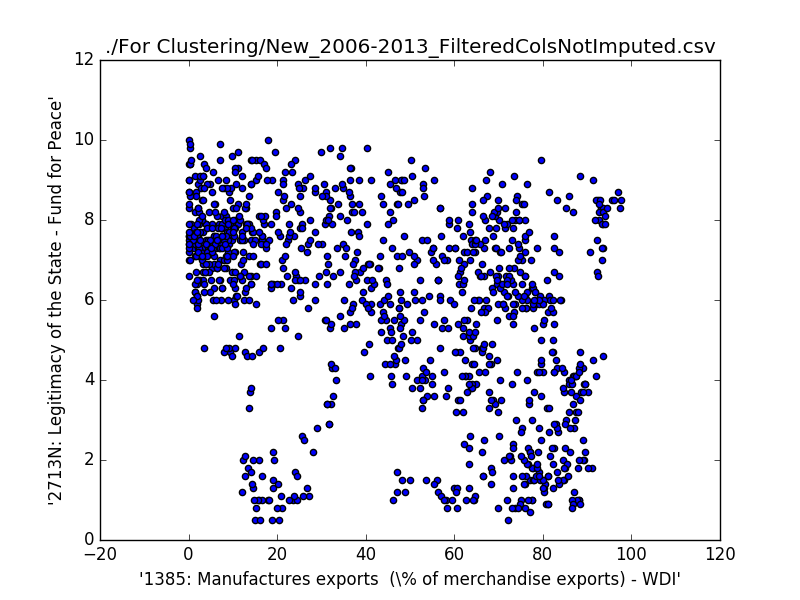 ./For Clustering/New_2006-2013_FilteredColsNotImputed.csv
12
10
8
6
4
2
0
'2713N: Legitimacy of the State - Fund for Peace'
−20 0 20 40 60 80 100 120
'1385: Manufactures exports  (\% of merchandise exports) - WDI'